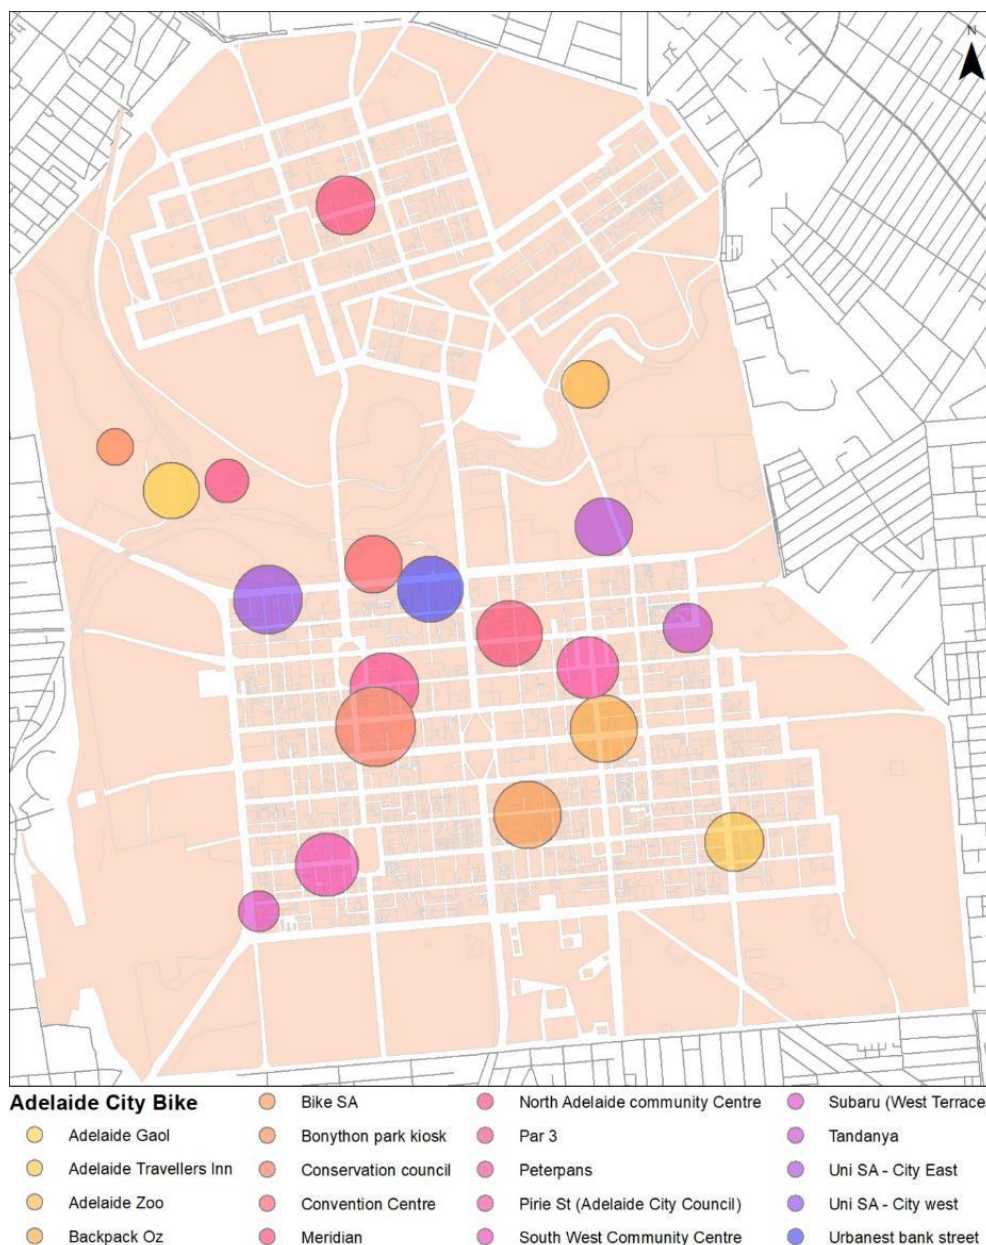 N
Adelaide City Bike
Adelaide Gaol
Adelaide Travellers Inn
Adelaide Zoo
Backpack Oz
Bike SA
Bonython park kiosk
Conservation council
Convention Centre
Meridian
North Adelaide community Centre
Par 3
Peterpans
Pirie St (Adelaide City Council)
South West Community Centre
Subaru (West Terrace
Tandanya
Uni SA - City East
Uni SA - City west
Urbanest bank street